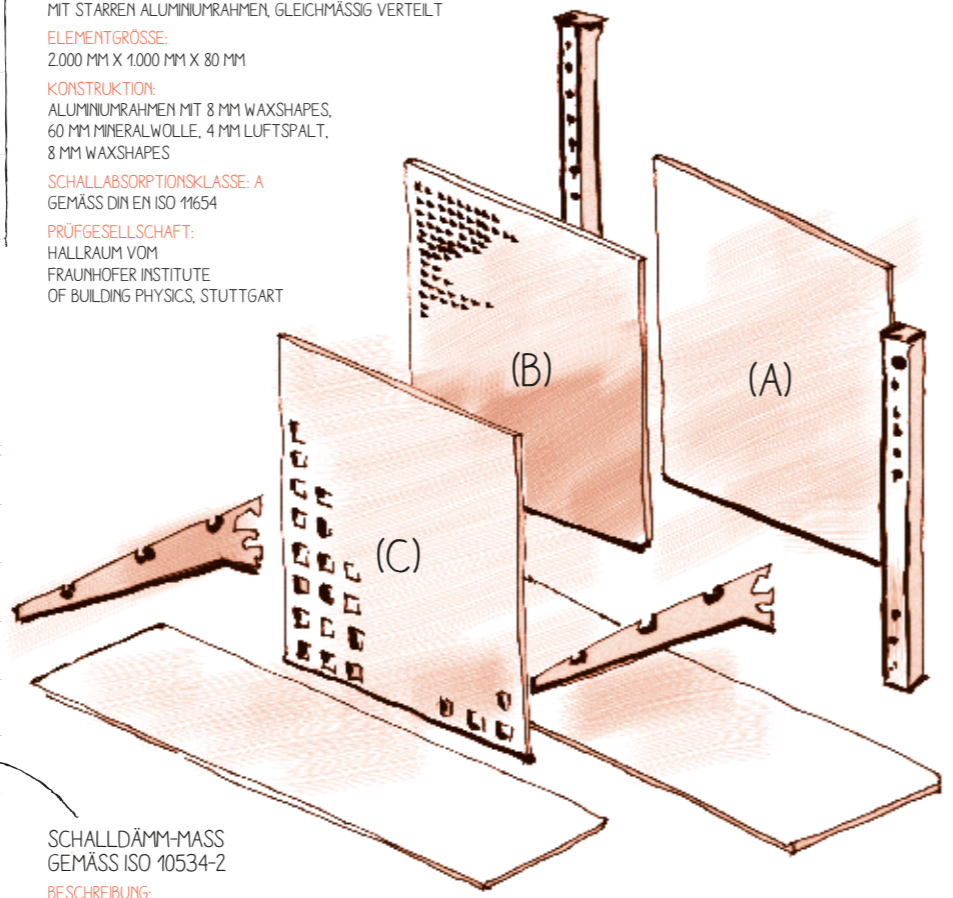 MIT STARREN ALUMINIUMRAHMEN, GLEICHMÄSSIG VERTEILT
ELEMENTGRÖSSE:
2.000 MM X 1.000 MM X 80 MM
KONSTRUKTION:
ALUMINIUMRAHMEN MIT 8 MM WAXSHAPES,
60 MM MINERALWOLLE, 4 MM LUFTSPALT,
8 MM WAXSHAPES
SCHALLABSORPTIONSKLASSE: A
GEMÄSS DIN EN ISO 11654
PRÜFGESELLSCHAFT:
HALLRAUM VOM
FRAUNHOFER INSTITUTE
OF BUILDING PHYSICS, STUTTGART
(B)
(A)
(C)
SCHALLDÄMM-MASS
GEMÄSS ISO 10534-2
BESCHREIBUNG: